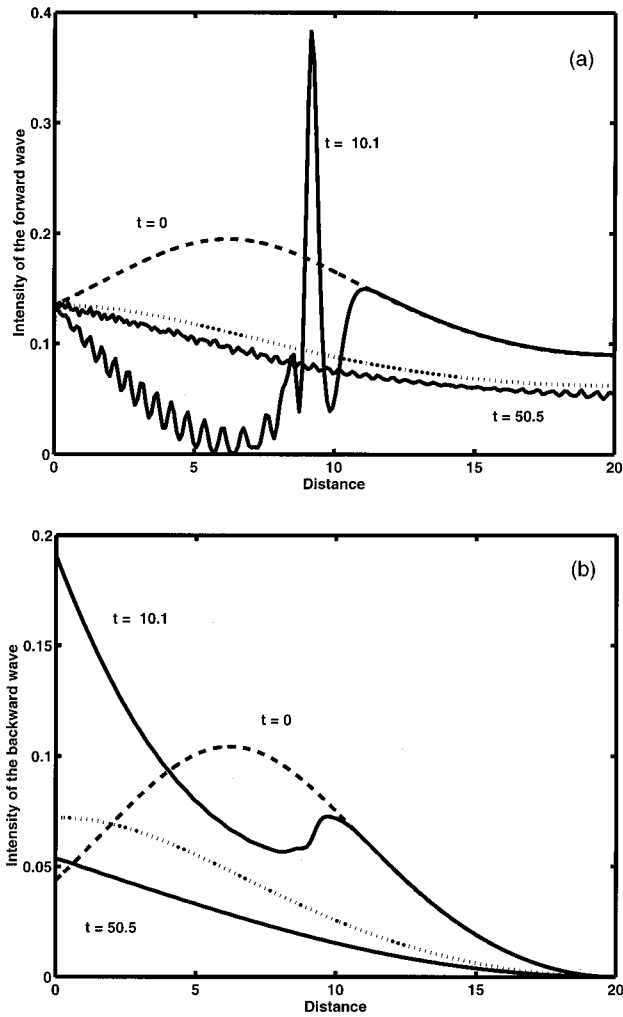 0.4
(a)
Intensity of the forward wave
0.3
t = 10.1
t = 0
0.2
0.1
t = 50.5
0
0
5
10
15
20
Distance
0.2
(b)
Intensity of the backward wave
t = 10.1
0.15
t = 0
0.1
0.05
t = 50.5
0
0
5
10
15
20
Distance